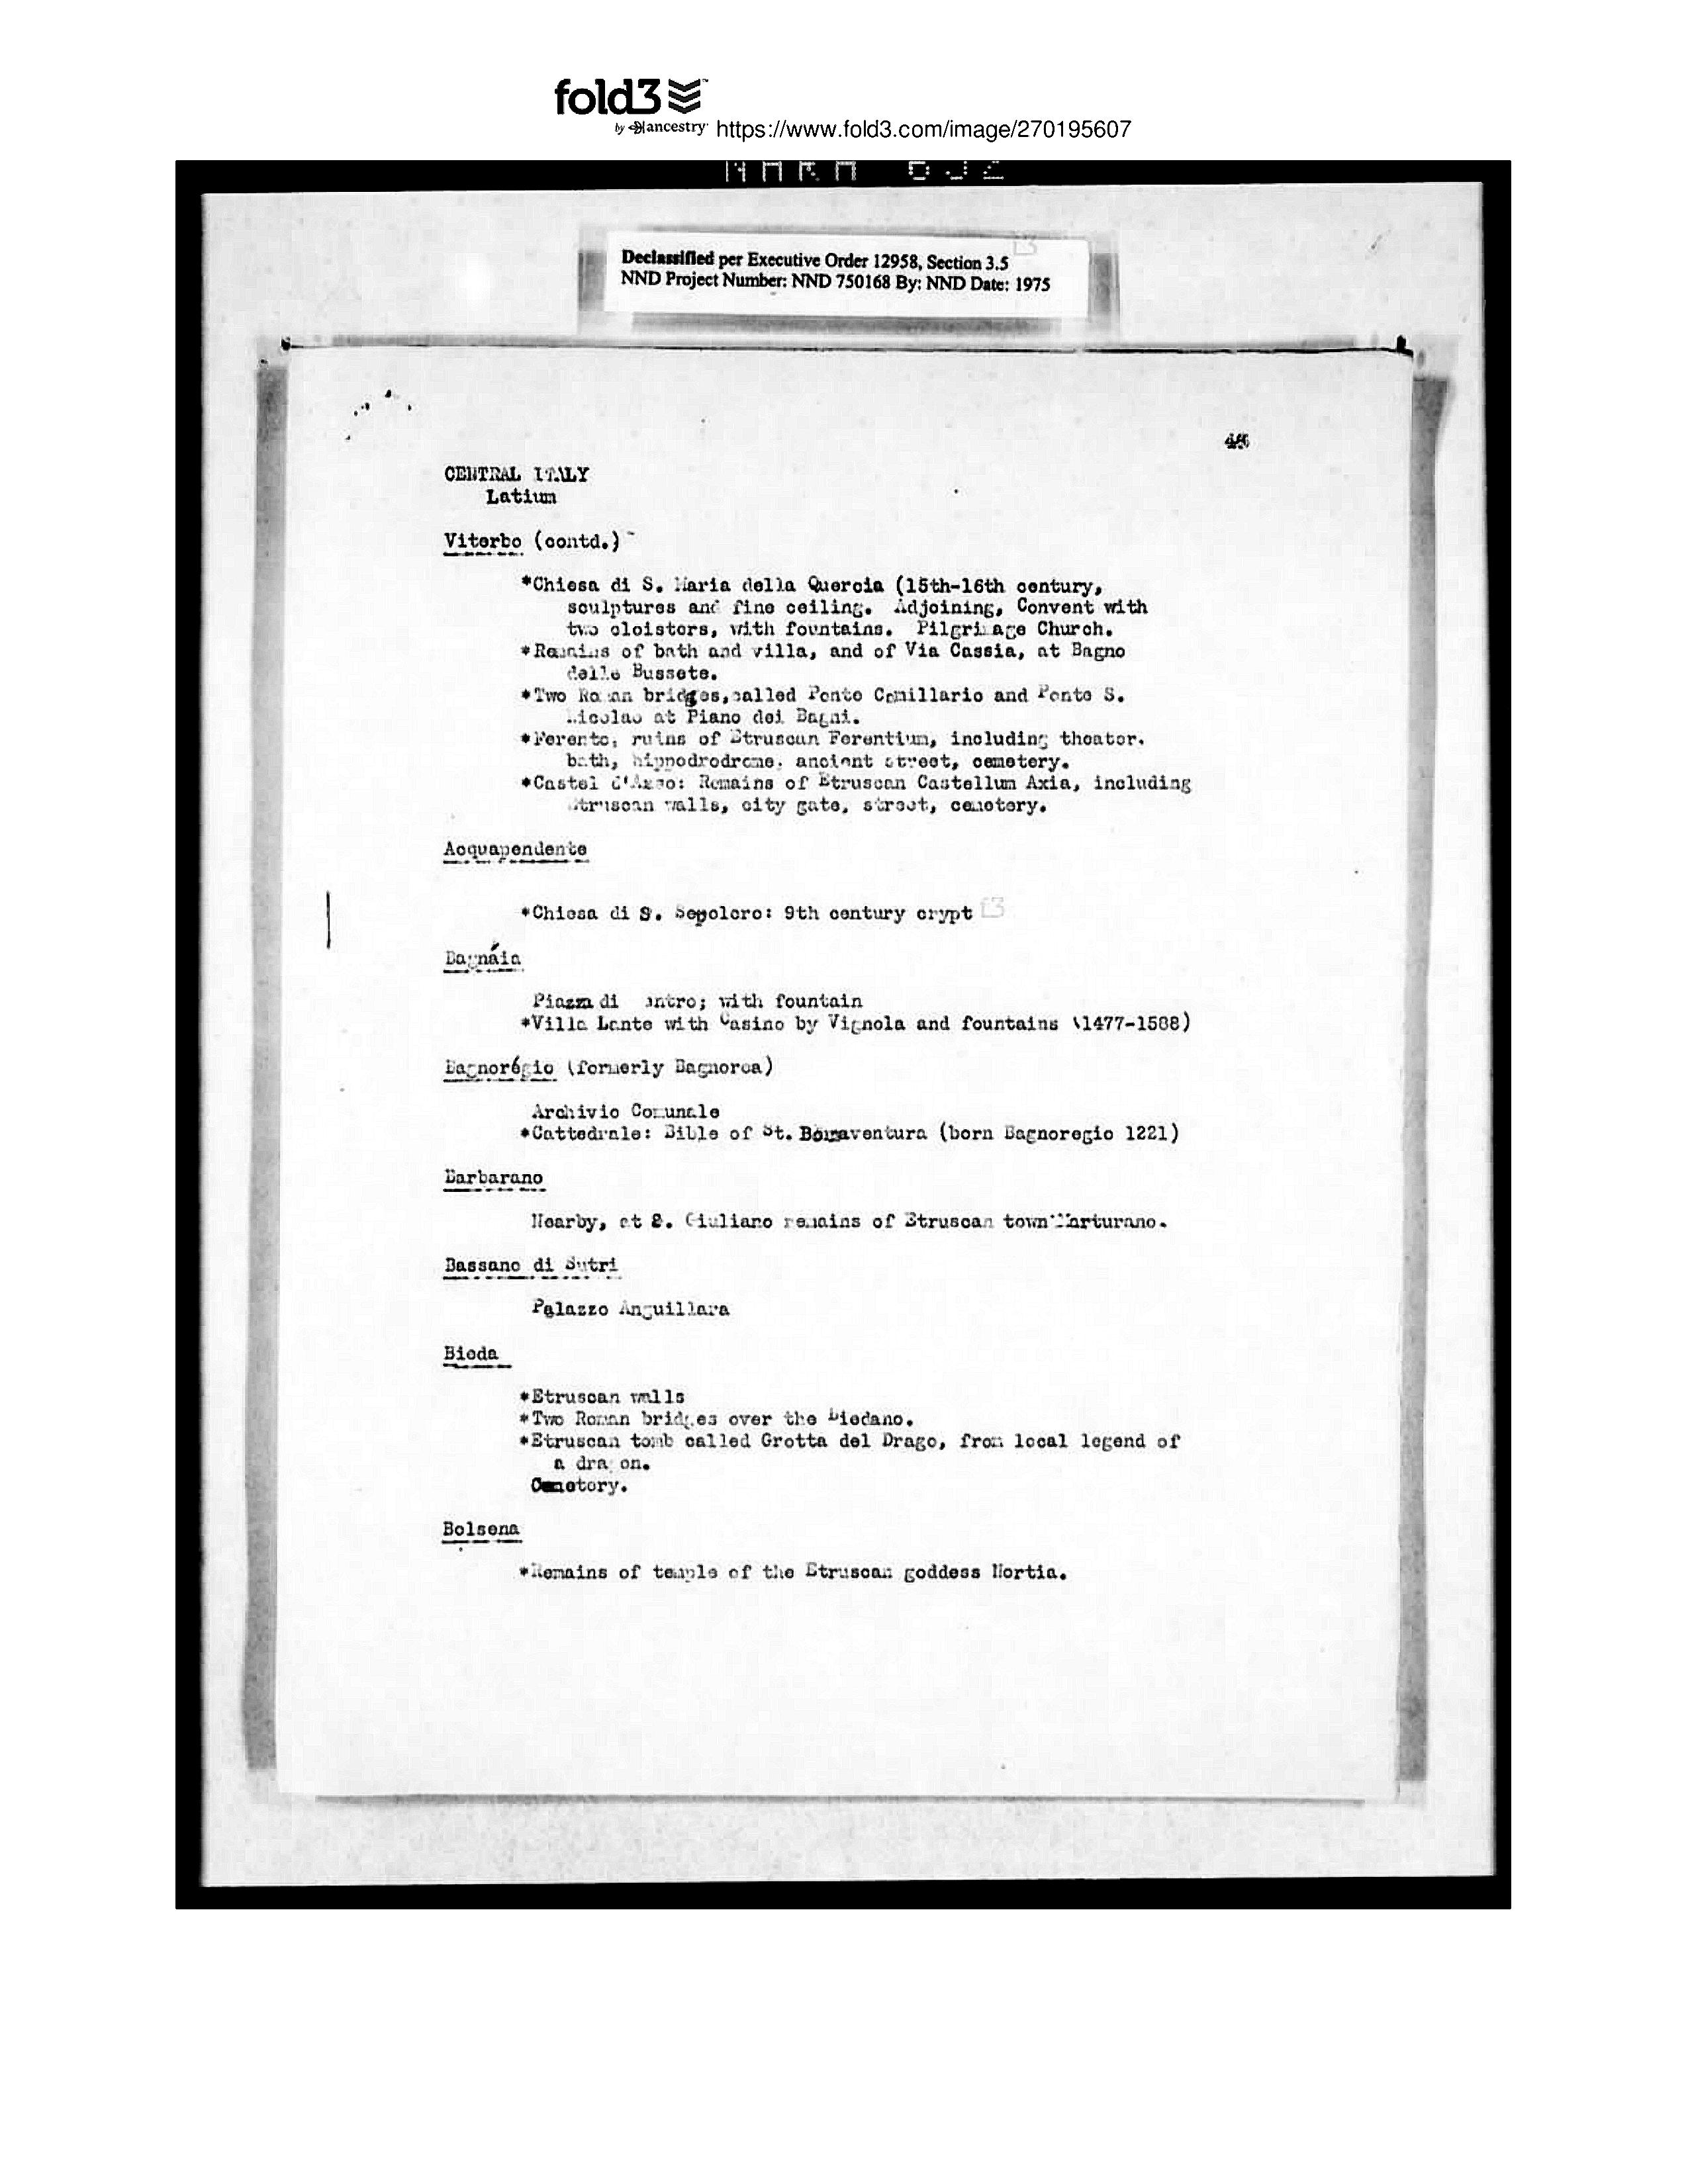 fold3
by ancestry https://www.fold3.com/image/270195607
Declassified per Executive Order 12958, Section 3.5
NND Project Number: NND 750168 By: NND Date: 1975
CENTRAL ITALY
Latium
Viterbo (contd.)
*Chiesa di S. Maria della Quercia (15th-16th century,
sculptures and fine ceiling. Adjoining, Convent with
two cloisters, with fountains. Pilgrimage Church.
*Remains of bath and villa, and of Via Cassia, at Bagno
delle Bussete.
*Two Roman bridges, called Ponte Camillario and Ponte S.
Nicolao at Piano dei Bagni.
*Ferento, ruins of Etruscan Ferentium, including theater,
bath, hippodrodrome, ancient street, cemetery.
*Castel d'Asso: Remains of Etruscan Castellum Axia, including
Etruscan walls, city gate, street, cemetery.
Acquapendente
*Chiesa di S. Sepolcro: 9th century crypt
Bagnáia
Piazza di with fountain
*Villa Lante with Casino by Vignola and fountains (1477-1588)
Bagnorégio (formerly Bagnorea)
Archivio Comunale
*Cattedrale: Bible of St. Bonaventura (born Bagnoregio 1221)
Barbarano
Nearby, at S. Giuliano remains of Etruscan town Marturano.
Bassano di Sutri
Palazzo Anguillara
Bieda
*Etruscan walls
*Two Roman bridges over the Biedano.
*Etruscan tomb called Grotta del Drago, from local legend of
a dragon.
Cemetery.
Bolsena
*Remains of temple of the Etruscan goddess Nortia.